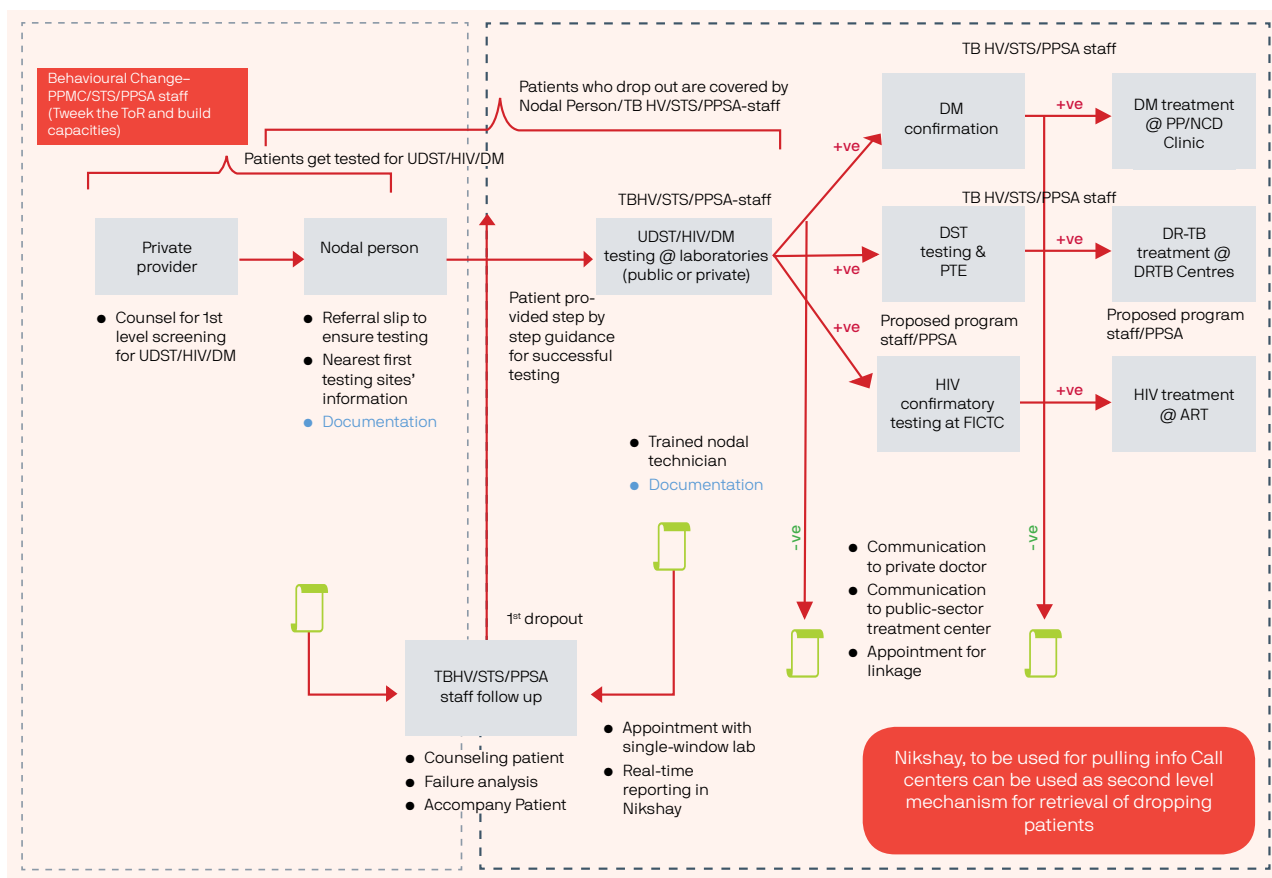 TB HV/STS/PPSA staff
Behavioural Change–
PPMC/STS/PPSA staff
(Tweek the ToR and build
capacities)
Patients who drop out are covered by
Nodal Person/TB HV/STS/PPSA-staff
DM
confirmation
+ve
DM treatment
@ PP/NCD
Clinic
+ve
Patients get tested for UDST/HIV/DM
TBHV/STS/PPSA-staff
TB HV/STS/PPSA staff
Private
provider
Nodal person
UDST/HIV/DM
testing @ laboratories
(public or private)
+ve
DST
testing &
PTE
+ve
DR-TB
treatment @
DRTB Centres
● Counsel for 1st
level screening
for UDST/HIV/DM
● Referral slip to
ensure testing
● Nearest first
testing sites’
information
● Documentation
Patient pro-
vided step by
step guidance
for successful
testing
Proposed program
staff/PPSA
Proposed program
staff/PPSA
+ve
HIV
confirmatory
testing at FICTC
+ve
HIV treatment
@ ART
● Trained nodal
technician
● Documentation
-ve
-ve
● Communication
to private doctor
● Communication
to public-sector
treatment center
● Appointment for
linkage
1st dropout
TBHV/STS/PPSA
staff follow up
● Counseling patient
● Failure analysis
● Accompany Patient
● Appointment with
single-window lab
● Real-time
reporting in
Nikshay
Nikshay, to be used for pulling info Call
centers can be used as second level
mechanism for retrieval of dropping
patients